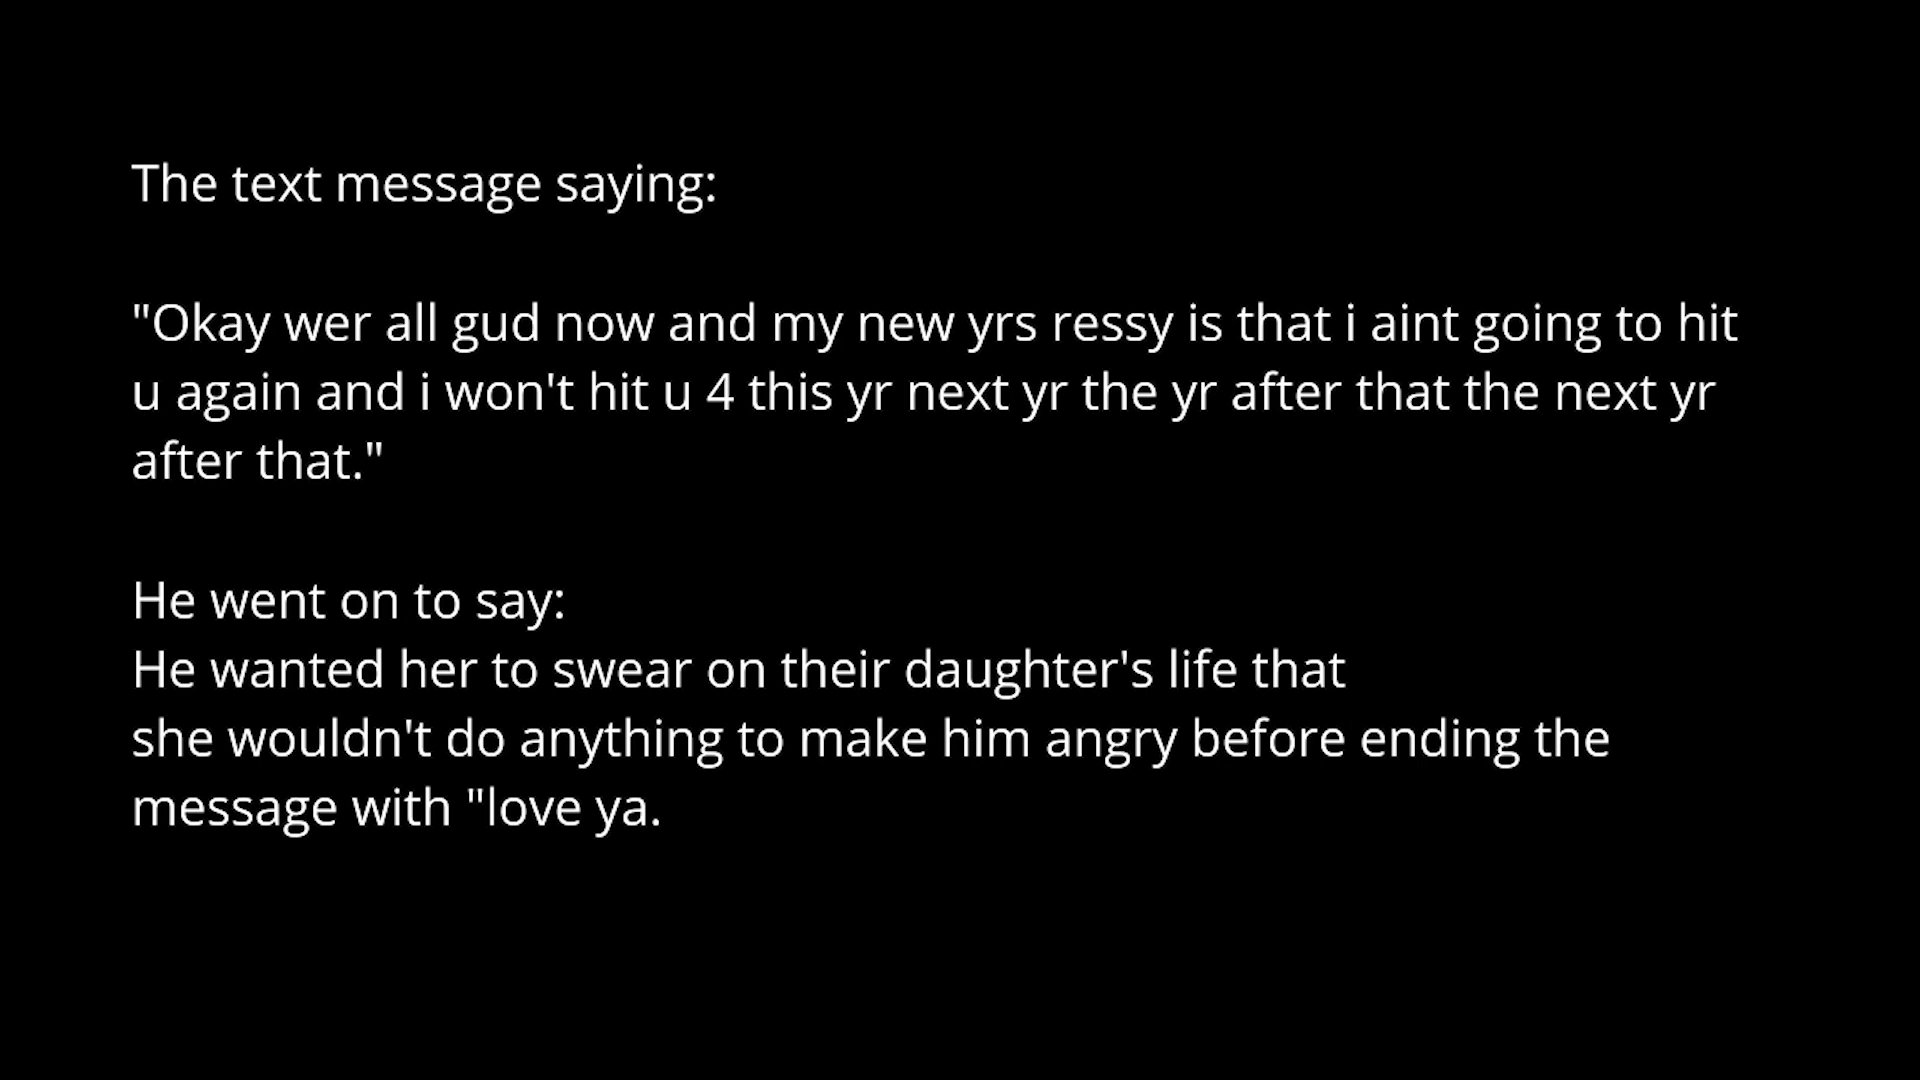 The text message saying:
"Okay wer all gud now and my new yrs ressy is that i aint going to hit
u again and i won't hit u 4 this yr next yr the yr after that the next yr
after that."
He went on to say:
He wanted her to swear on their daughter's life that
she wouldn't do anything to make him angry before ending the
message with "love ya.